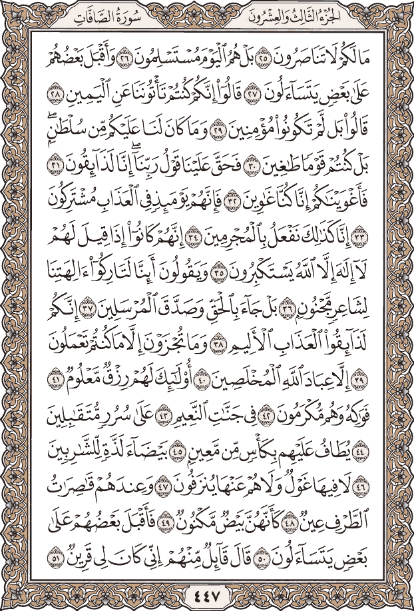 الجزء الثالث والعشرون سورة الصافات
مَا لَكُمْ لَا تَنَاصَرُونَ ٢٥ بَلْ هُمُ ٱلْيَوْمَ مُسْتَسْلِمُونَ ٢٦ وَأَقْبَلَ بَعْضُهُمْ
عَلَىٰ بَعْضٍ يَتَسَآءَلُونَ ٢٧ قَالُوٓا۟ إِنَّكُمْ كُنتُمْ تَأْتُونَنَا عَنِ ٱلْيَمِينِ ٢٨
قَالُوا۟ بَل لَّمْ تَكُونُوا۟ مُؤْمِنِينَ ٢٩ وَمَا كَانَ لَنَا عَلَيْكُم مِّن سُلْطَٰنٍۭ ۖ
بَلْ كُنتُمْ قَوْمًا طَٰغِينَ ٣٠ فَحَقَّ عَلَيْنَا قَوْلُ رَبِّنَآ ۖ إِنَّا لَذَآئِقُونَ ٣١
فَأَغْوَيْنَٰكُمْ إِنَّا كُنَّا غَٰوِينَ ٣٢ فَإِنَّهُمْ يَوْمَئِذٍ فِى ٱلْعَذَابِ مُشْتَرِكُونَ
٣٣ إِنَّا كَذَٰلِكَ نَفْعَلُ بِٱلْمُجْرِمِينَ ٣٤ إِنَّهُمْ كَانُوٓا۟ إِذَا قِيلَ لَهُمْ
لَآ إِلَٰهَ إِلَّا ٱللَّهُ يَسْتَكْبِرُونَ ٣٥ وَيَقُولُونَ أَئِنَّا لَتَارِكُوٓا۟ ءَالِهَتِنَا
لِشَاعِرٍ مَّجْنُونٍۭ ٣٦ بَلْ جَآءَ بِٱلْحَقِّ وَصَدَّقَ ٱلْمُرْسَلِينَ ٣٧ إِنَّكُمْ
لَذَآئِقُوا۟ ٱلْعَذَابِ ٱلْأَلِيمِ ٣٨ وَمَا تُجْزَوْنَ إِلَّا مَا كُنتُمْ تَعْمَلُونَ
٣٩ إِلَّا عِبَادَ ٱللَّهِ ٱلْمُخْلَصِينَ ٤٠ أُو۟لَٰٓئِكَ لَهُمْ رِزْقٌ مَّعْلُومٌ ٤١
فَوَٰكِهُ ۖ وَهُم مُّكْرَمُونَ ٤٢ فِى جَنَّٰتِ ٱلنَّعِيمِ ٤٣ عَلَىٰ سُرُرٍ مُّتَقَٰبِلِينَ
٤٤ يُطَافُ عَلَيْهِم بِكَأْسٍ مِّن مَّعِينٍۭ ٤٥ بَيْضَآءَ لَذَّةٍ لِّلشَّٰرِبِينَ
٤٦ لَا فِيهَا غَوْلٌ وَلَا هُمْ عَنْهَا يُنزَفُونَ ٤٧ وَعِندَهُمْ قَٰصِرَٰتُ
ٱلطَّرْفِ عِينٌ ٤٨ كَأَنَّهُنَّ بَيْضٌ مَّكْنُونٌ ٤٩ فَأَقْبَلَ بَعْضُهُمْ عَلَىٰ
بَعْضٍ يَتَسَآءَلُونَ ٥٠ قَالَ قَآئِلٌ مِّنْهُمْ إِنِّى كَانَ لِى قَرِينٌ ٥١
٤٤٧